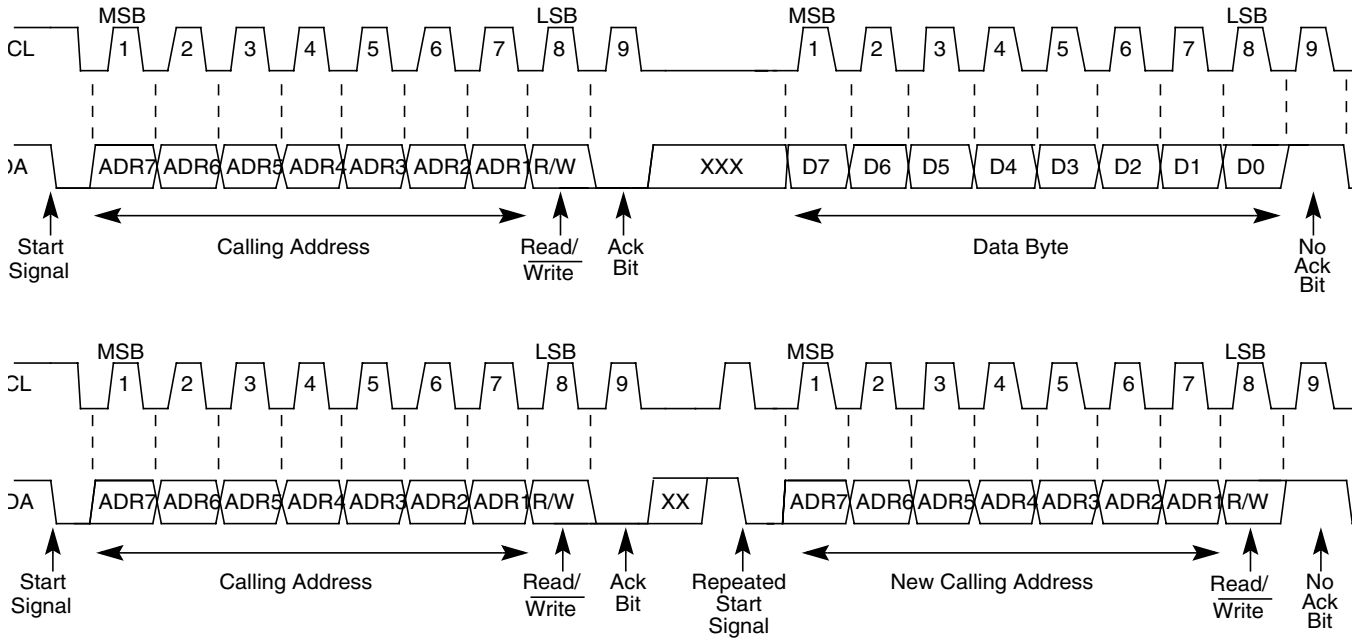 MSB LSB MSB LSB
CL 1 2 3 4 5 6 7 8 9 1 2 3 4 5 6 7 8 9
DA ADR7 ADR6 ADR5 ADR4 ADR3 ADR2 ADR1 R/W XXX D7 D6 D5 D4 D3 D2 D1 D0
Start Signal
Calling Address
Read/
Write
Ack
Bit
Data Byte
No
Ack
Bit
MSB LSB MSB LSB
CL 1 2 3 4 5 6 7 8 9 1 2 3 4 5 6 7 8 9
DA ADR7 ADR6 ADR5 ADR4 ADR3 ADR2 ADR1 R/W XX ADR7 ADR6 ADR5 ADR4 ADR3 ADR2 ADR1 R/W
Start
Signal
Calling Address
Read/
Write
Ack
Bit
Repeated
Start
Signal
New Calling Address
Read/
Write
No
Ack
Bit